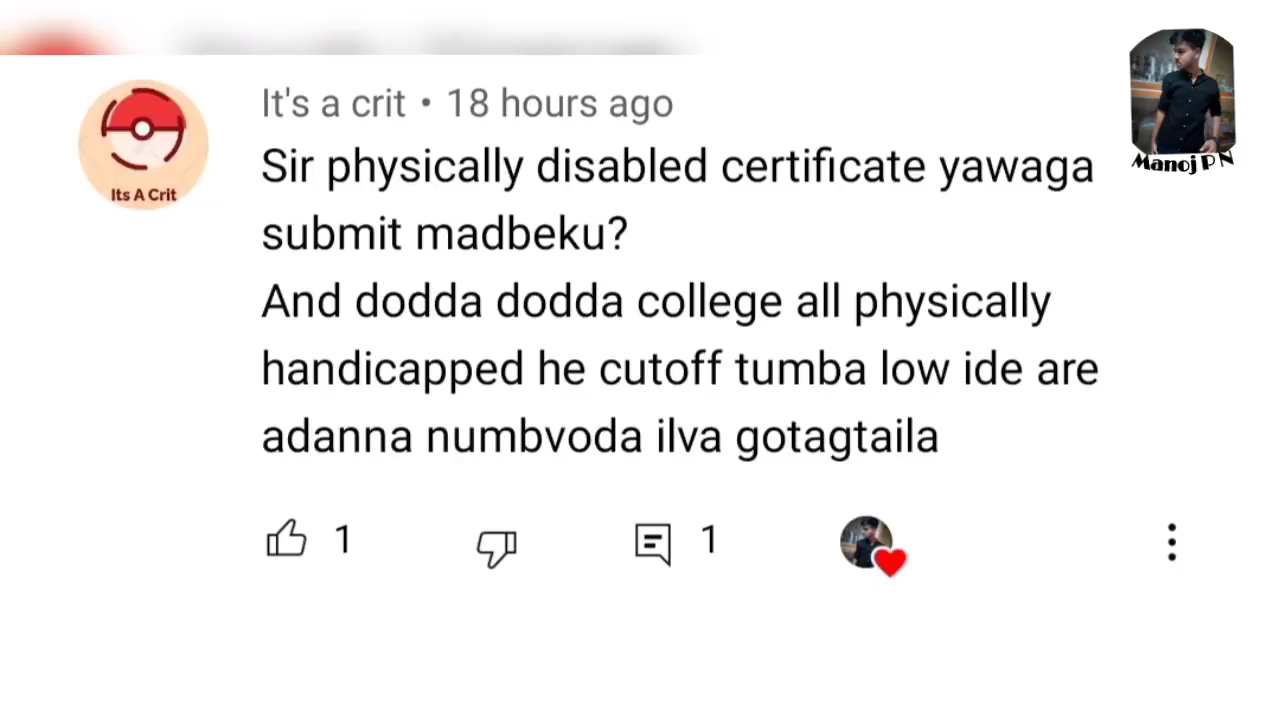 It's a crit • 18 hours ago
Sir physically disabled certificate yawaga
submit madbeku?
And dodda dodda college all physically
handicapped he cutoff tumba low ide are
adanna numbvoda ilva gotagtaila
1
1
Its A Crit
Manoj P N